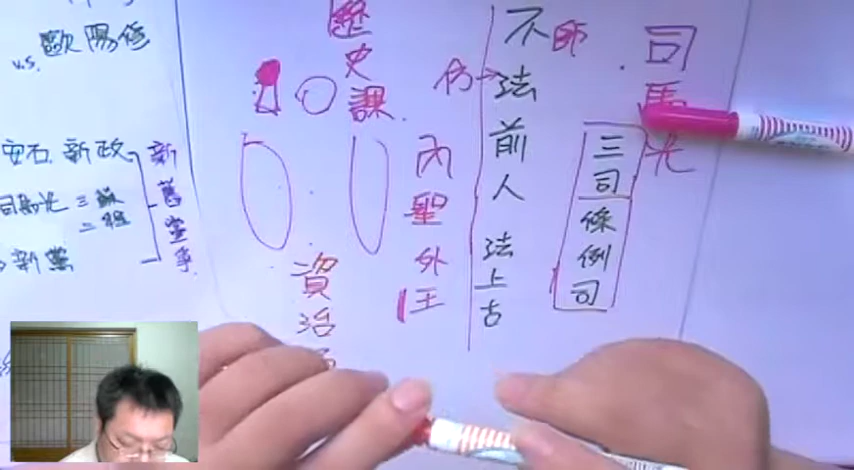 v.s. 歐陽修
安石 新政
司馬光 三蘇
二程
新黨
新舊黨爭
歷史課
內聖外王
資治
仿→
不法前人 法上古
師
司馬光
三司
條例司